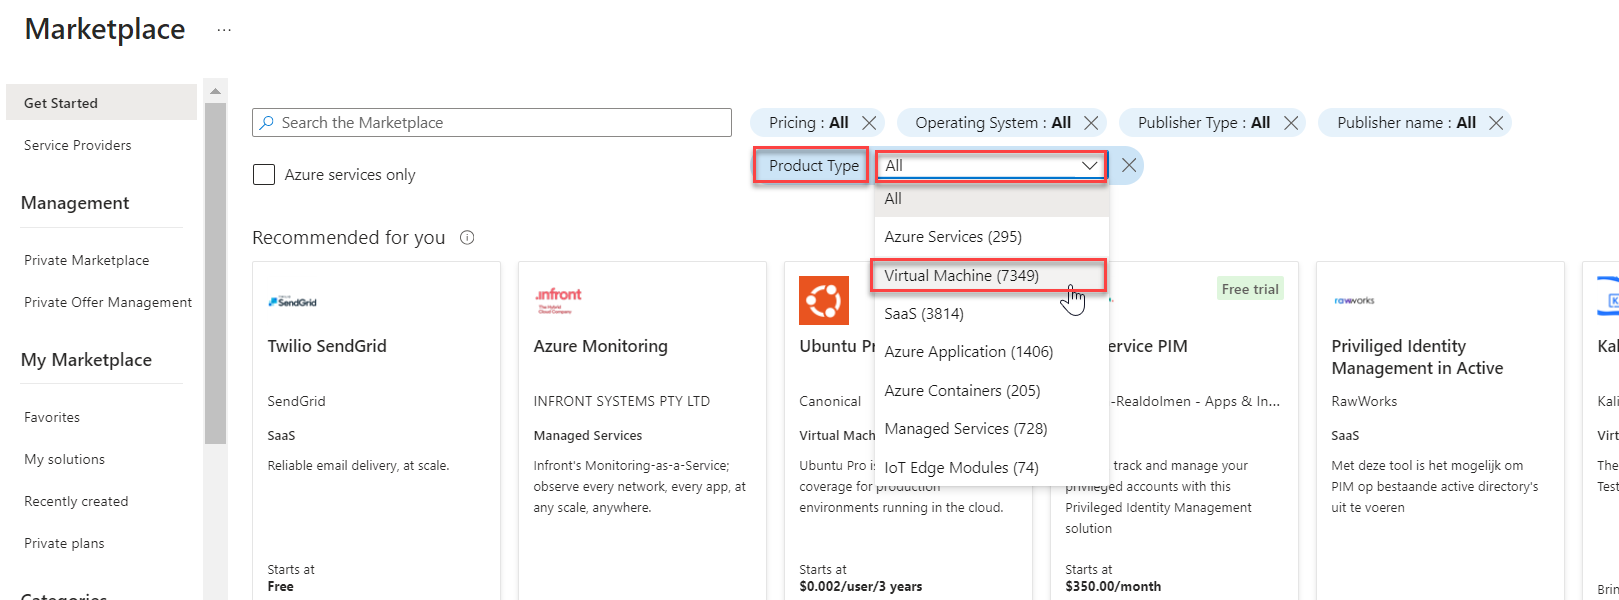 Marketplace ...
Get Started
Service Providers
Management
Private Marketplace
Private Offer Management
My Marketplace
Favorites
My solutions
Recently created
Private plans
Search the Marketplace
Pricing : All
Operating System : All
Publisher Type : All
Publisher name : All
Azure services only
Product Type
All
All
Azure Services (295)
Virtual Machine (7349)
SaaS (3814)
Azure Application (1406)
Azure Containers (205)
Managed Services (728)
IoT Edge Modules (74)
Recommended for you
SendGrid
Twilio SendGrid
SendGrid
SaaS
Reliable email delivery, at scale.
Starts at
Free
.infront
The Hybrid
Cloud Company
Azure Monitoring
INFRONT SYSTEMS PTY LTD
Managed Services
Infront's Monitoring-as-a-Service;
observe every network, every app, at
any scale, anywhere.
Ubuntu Pr
Canonical
Virtual Mach
Ubuntu Pro is
coverage for production
environments running in the cloud.
Starts at
$0.002/user/3 years
Free trial
ervice PIM
-Realdolmen - Apps & In...
track and manage your
privileged accounts with this
Privileged Identity Management
solution
Starts at
$350.00/month
rawworks
Priviliged Identity
Management in Active
RawWorks
SaaS
Met deze tool is het mogelijk om
PIM op bestaande active directory's
uit te voeren
Kal
Kali
Virt
The
Test
Brin